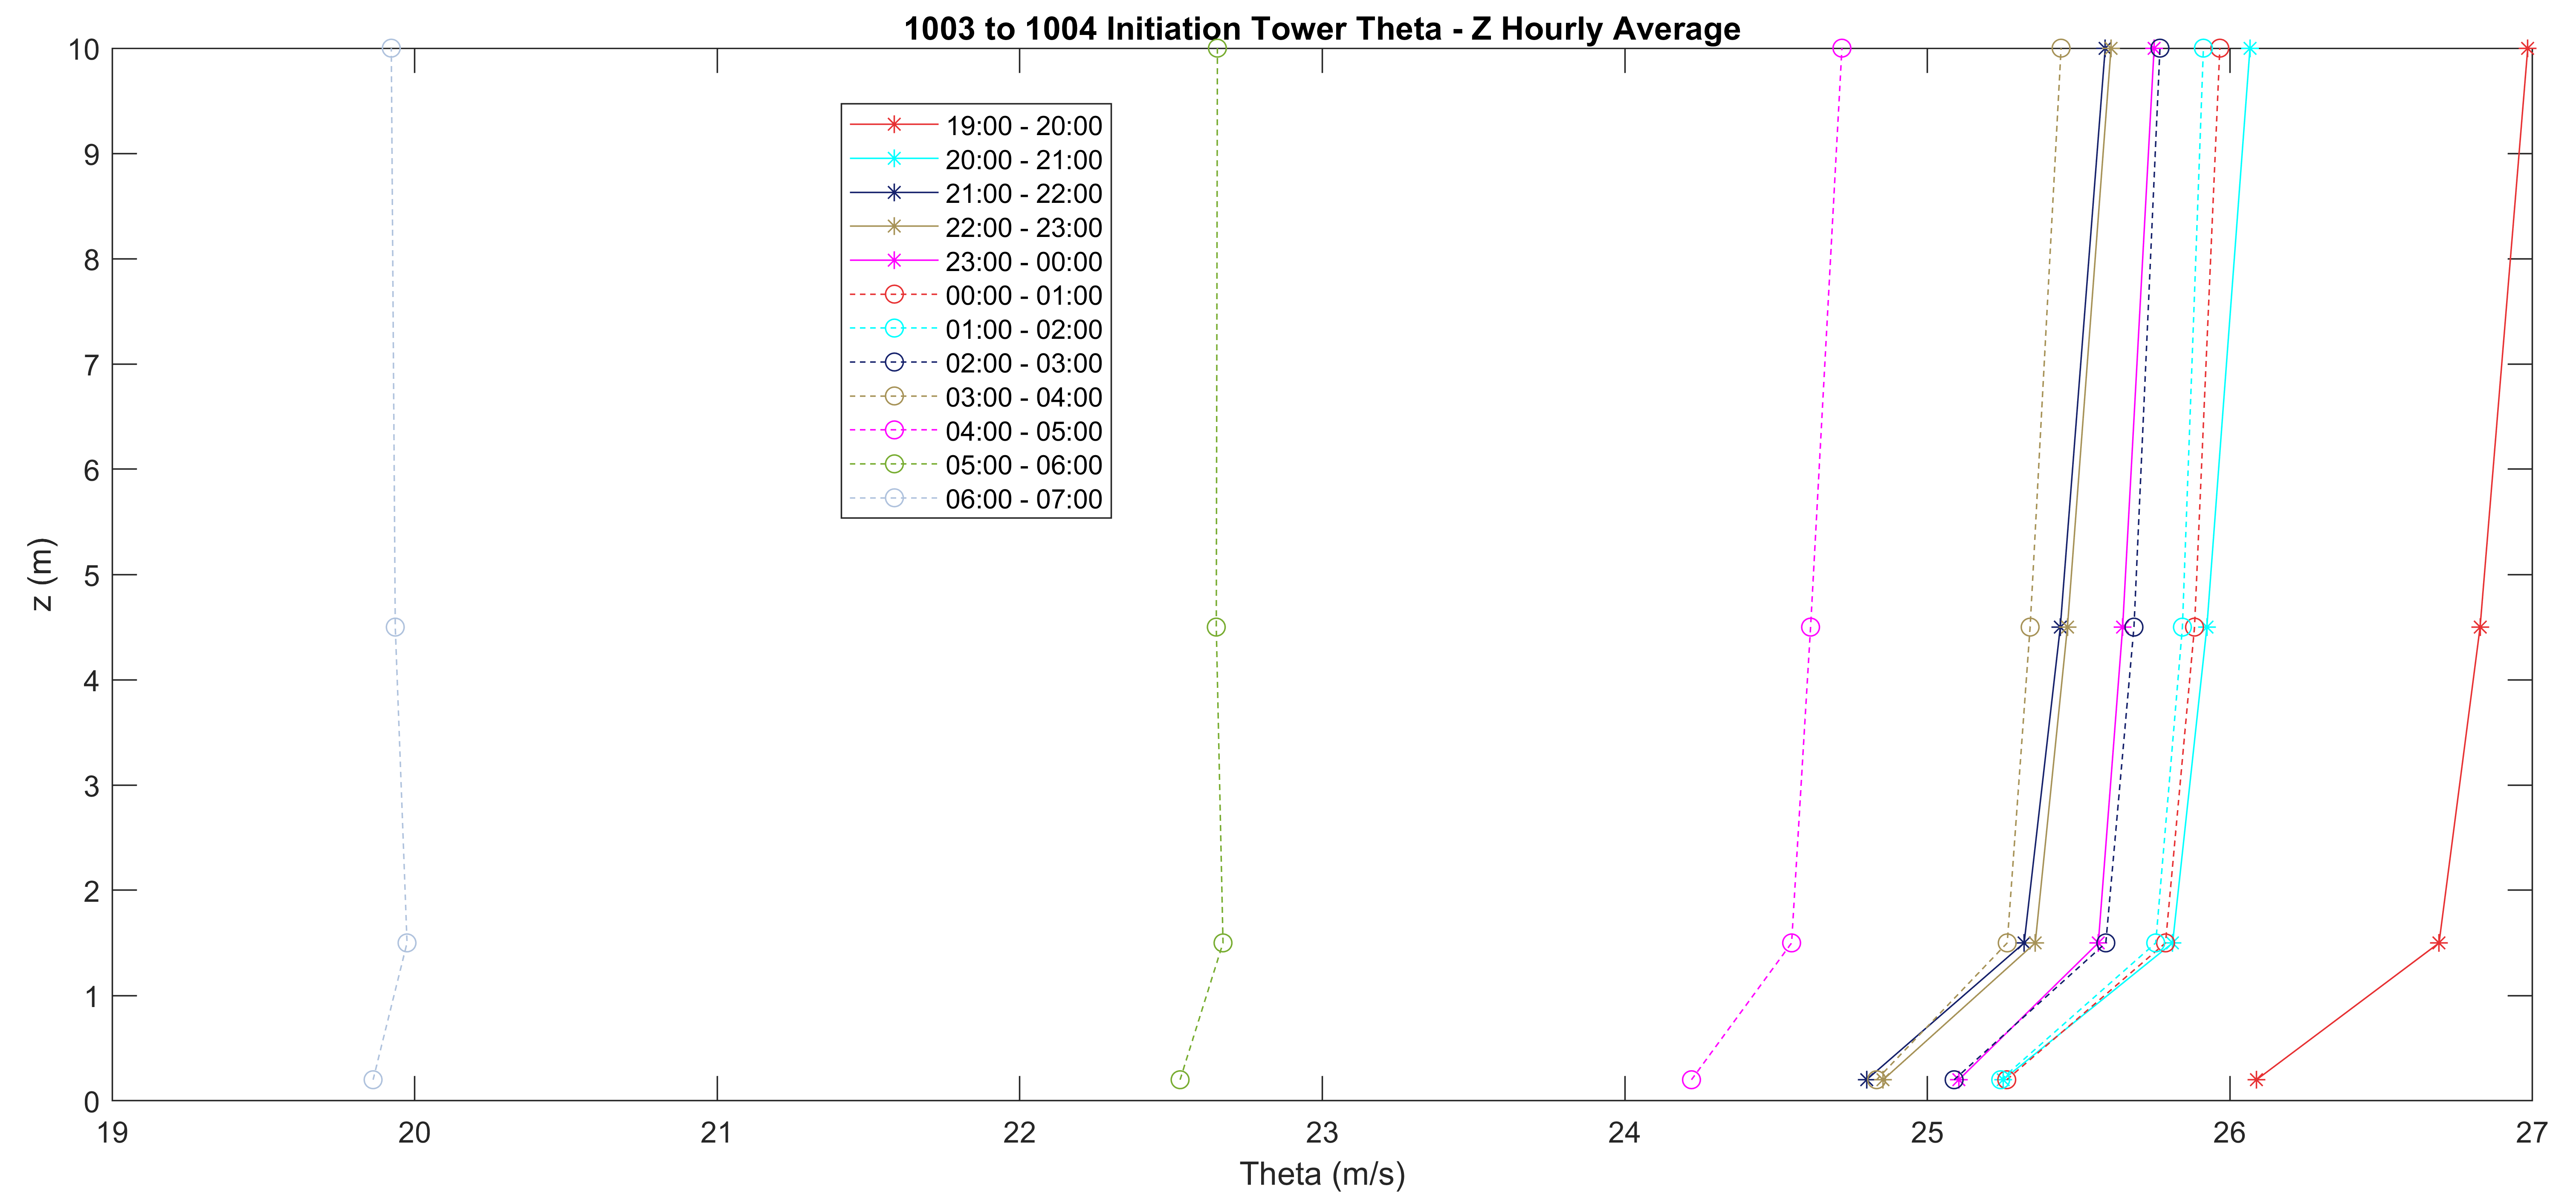 1003 to 1004 Initiation Tower Theta - Z Hourly Average
10
9
8
7
6
5
4
3
2
1
0
z (m)
19:00 - 20:00
20:00 - 21:00
21:00 - 22:00
22:00 - 23:00
23:00 - 00:00
00:00 - 01:00
01:00 - 02:00
02:00 - 03:00
03:00 - 04:00
04:00 - 05:00
05:00 - 06:00
06:00 - 07:00
19 20 21 22 23 24 25 26 27
Theta (m/s)